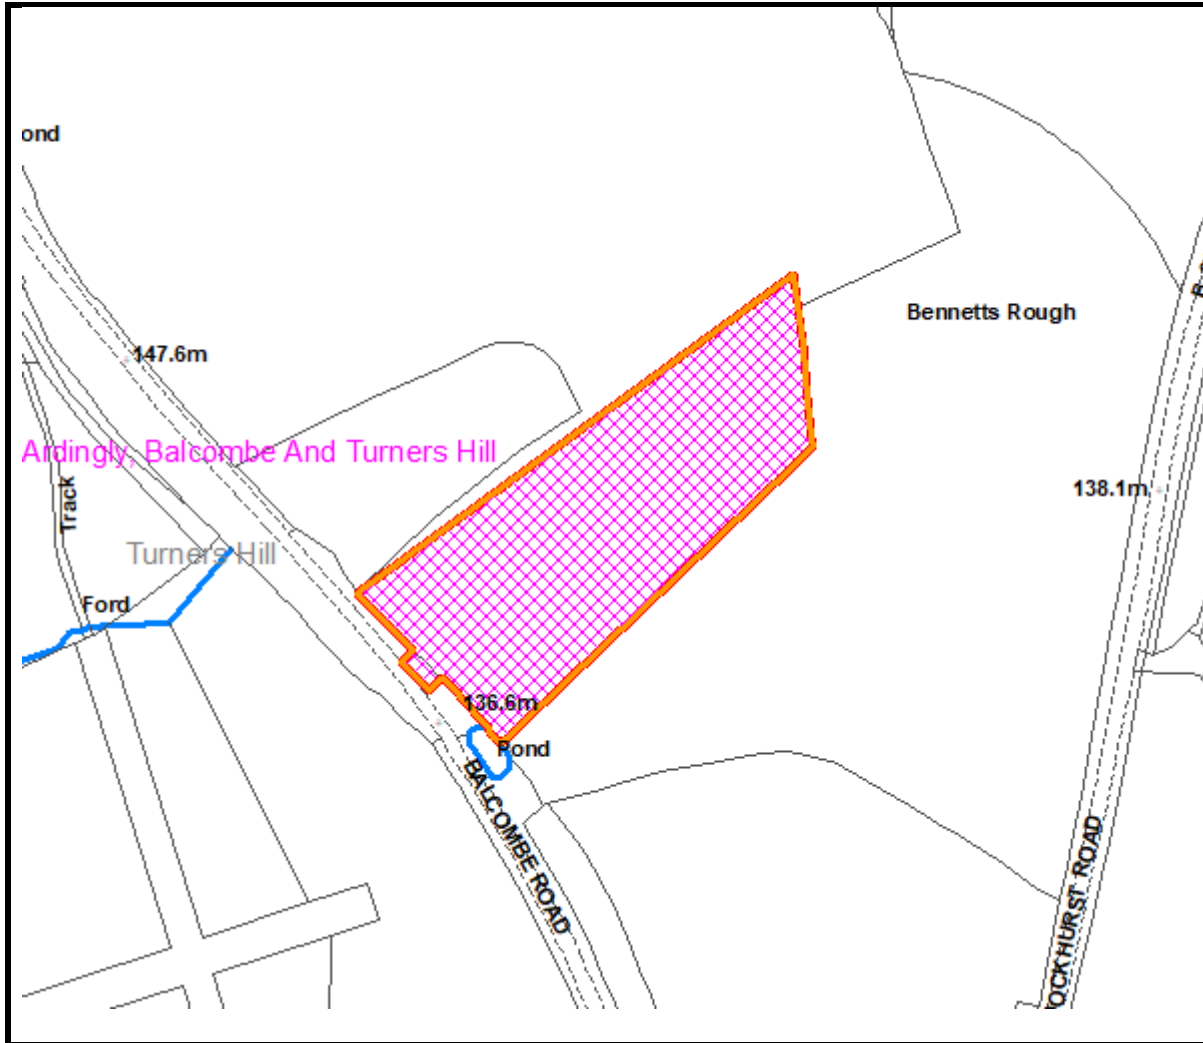 ond
Bennetts Rough
147.6m
Ardingly, Balcombe And Turners Hill
138.1m
Track
Turners Hill
Ford
136.6m
Pond
BALCOMBE ROAD
OCKHURST ROAD